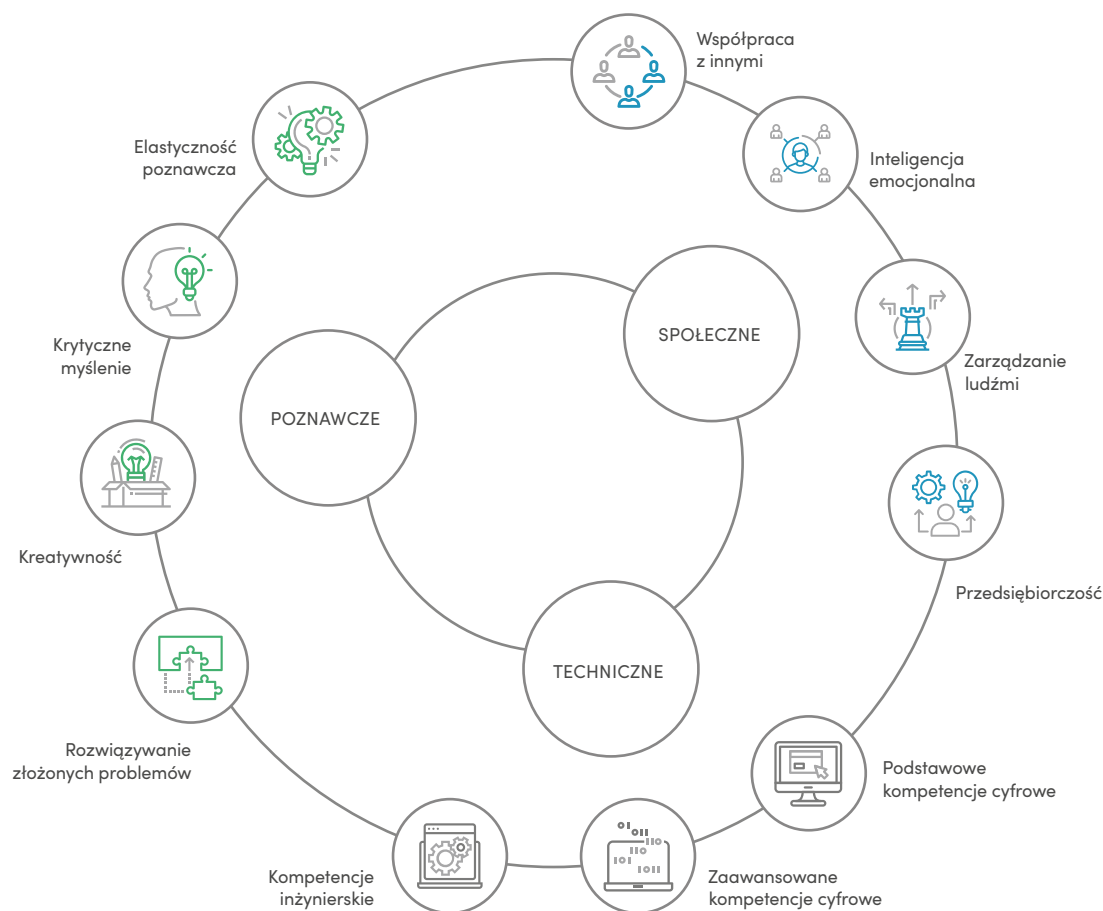 Współpraca
z innymi
Elastyczność
poznawcza
Inteligencja
emocjonalna
Krytyczne
myślenie
SPOŁECZNE
Zarządzanie
ludźmi
POZNAWCZE
Kreatywność
Przedsiębiorczość
TECHNICZNE
Rozwiązywanie
złożonych problemów
Podstawowe
kompetencje cyfrowe
Kompetencje
inżynierskie
Zaawansowane
kompetencje cyfrowe